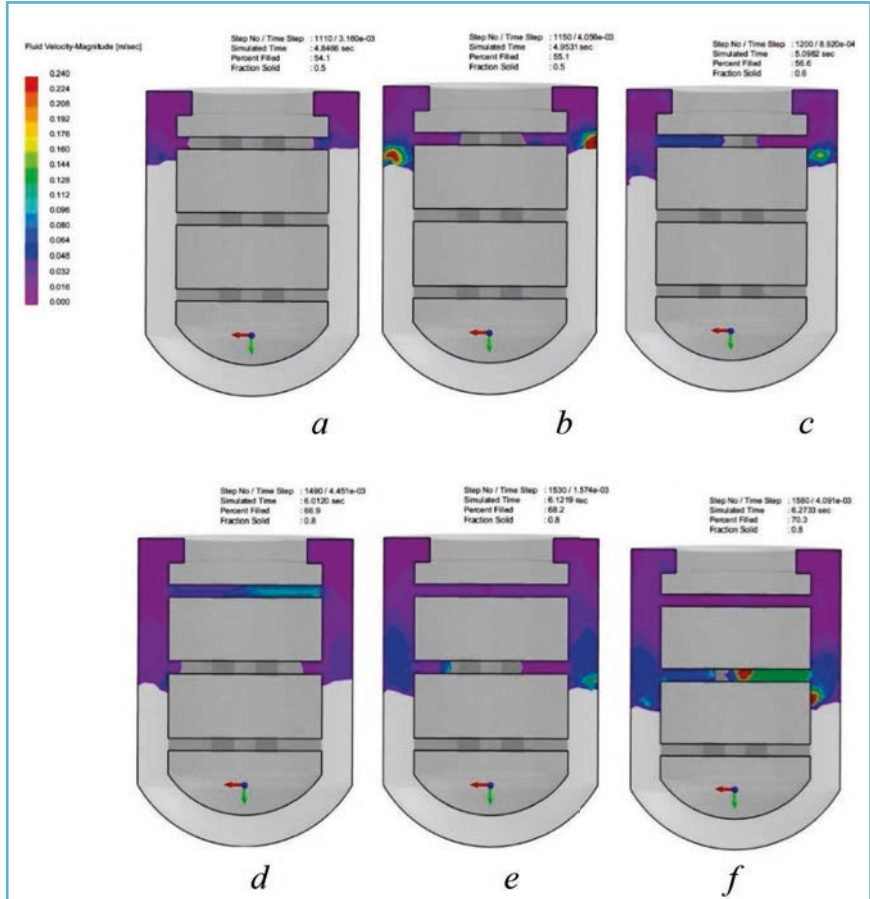 Fluid Velocity-Magnitude [m/sec]
0.240
0.224
0.208
0.192
0.176
0.160
0.144
0.128
0.112
0.096
0.080
0.064
0.048
0.032
0.016
0.000
Step No / Time Step : 1110 / 3.160e-03
Simulated Time : 4.8466 sec
Percent Filled : 54.1
Fraction Solid : 0.5
Step No / Time Step : 1150 / 4.056e-03
Simulated Time : 4.9531 sec
Percent Filled : 55.1
Fraction Solid : 0.5
Step No / Time Step : 1200 / 8.920e-04
Simulated Time : 5.0982 sec
Percent Filled : 56.6
Fraction Solid : 0.6
a
b
c
Step No / Time Step : 1490 / 4.451e-03
Simulated Time : 6.0120 sec
Percent Filled : 66.9
Fraction Solid : 0.8
Step No / Time Step : 1530 / 1.574e-03
Simulated Time : 6.1219 sec
Percent Filled : 68.2
Fraction Solid : 0.8
Step No / Time Step : 1580 / 4.091e-03
Simulated Time : 6.2733 sec
Percent Filled : 70.3
Fraction Solid : 0.8
d
e
f